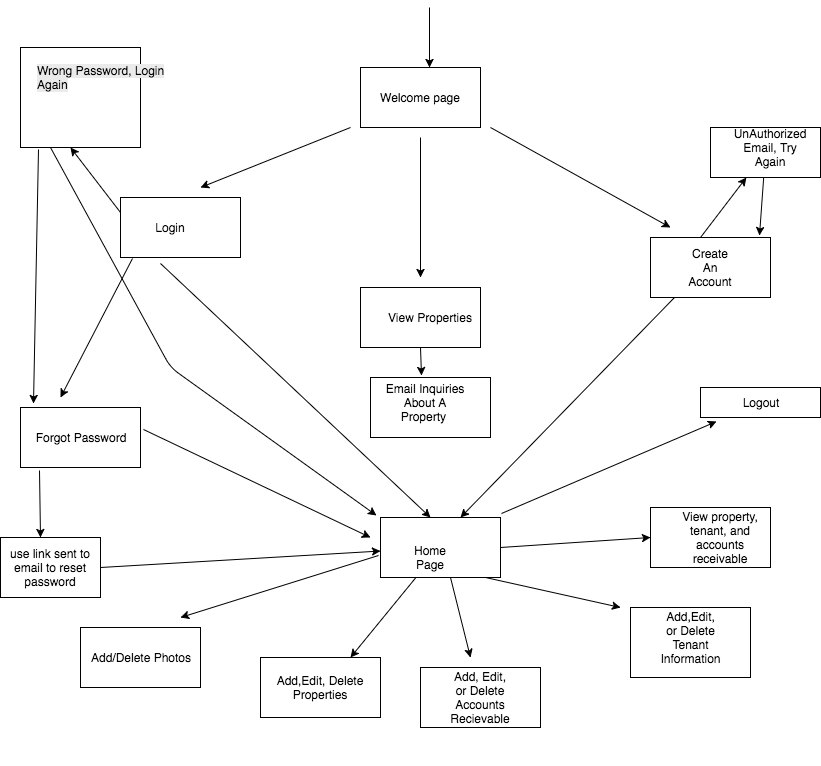 Wrong Password, Login
Again
Welcome page
UnAuthorized
Email, Try
Again
Login
Create
An
Account
View Properties
Email Inquiries
About A
Property
Logout
Forgot Password
View property,
tenant, and
accounts
receivable
use link sent to
email to reset
password
Home
Page
Add,Edit,
or Delete
Tenant
Information
Add/Delete Photos
Add,Edit, Delete
Properties
Add, Edit,
or Delete
Accounts
Recievable